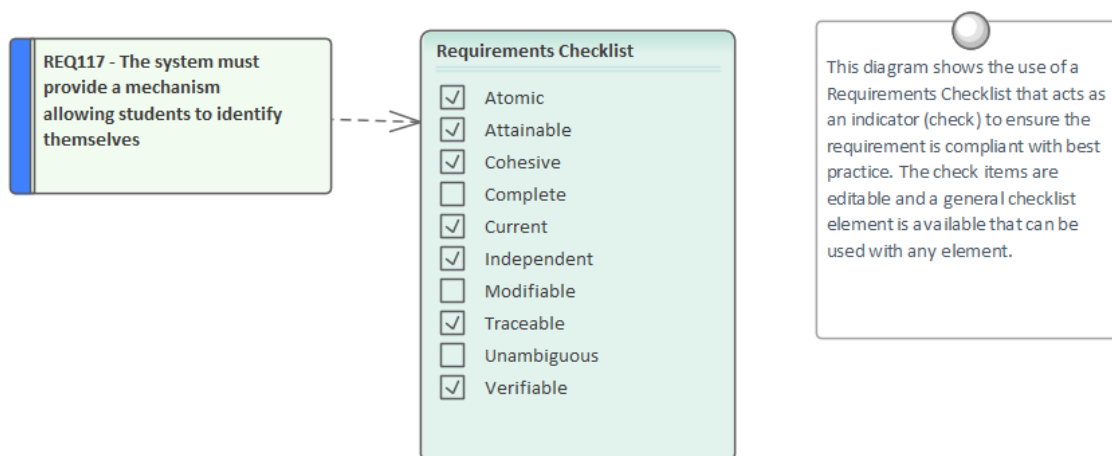 REQ117 - The system must
provide a mechanism
allowing students to identify
themselves
Requirements Checklist
Atomic
Attainable
Cohesive
Complete
Current
Independent
Modifiable
Traceable
Unambiguous
Verifiable
This diagram shows the use of a
Requirements Checklist that acts as
an indicator (check) to ensure the
requirement is compliant with best
practice. The check items are
editable and a general checklist
element is available that can be
used with any element.